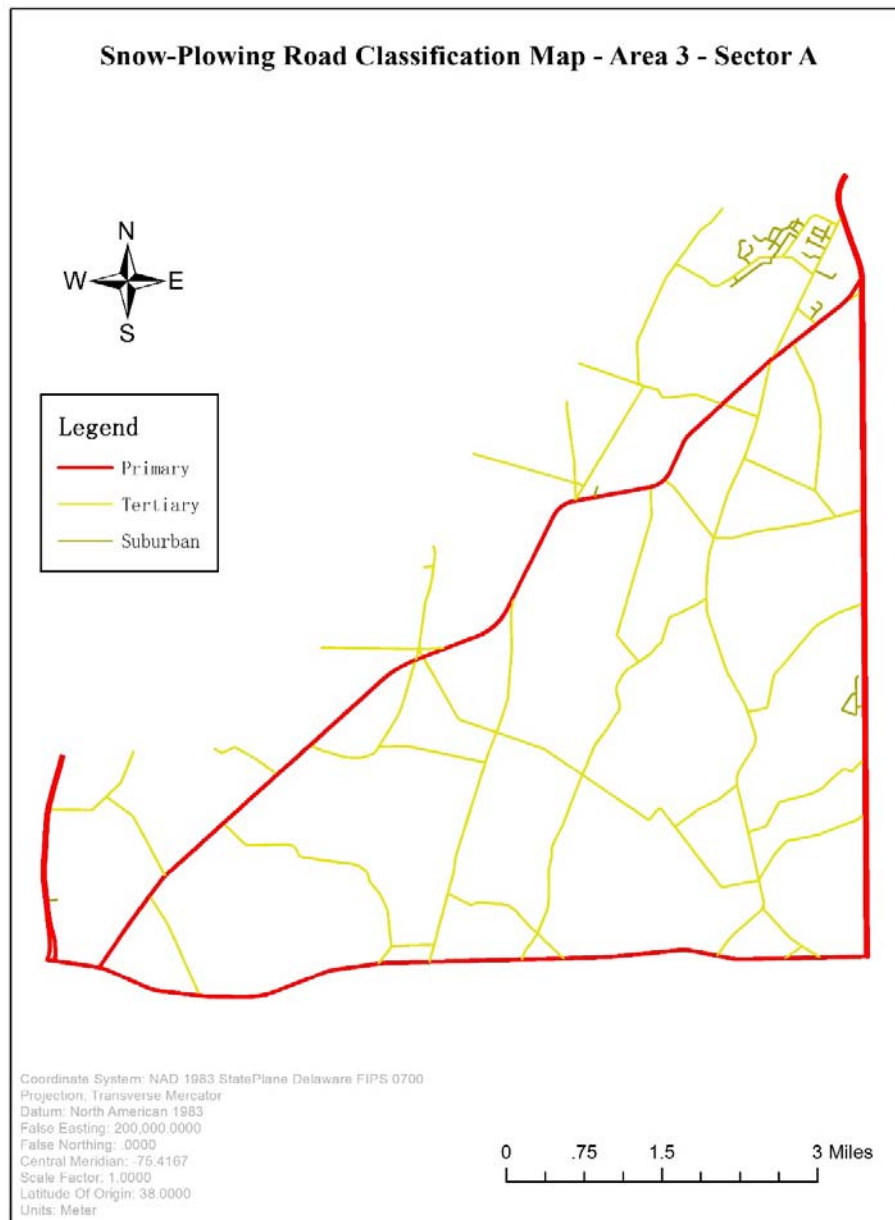 Snow-Plowing Road Classification Map - Area 3 - Sector A
N
W E
S
Legend
Primary
Tertiary
Suburban
Coordinate System: NAD 1983 StatePlane Delaware FIPS 0700
Projection: Transverse Mercator
Datum: North American 1983
False Easting: 200,000.0000
False Northing: .0000
Central Meridian: -75.4167
Scale Factor: 1.0000
Latitude Of Origin: 38.0000
Units: Meter
0 .75 1.5 3 Miles